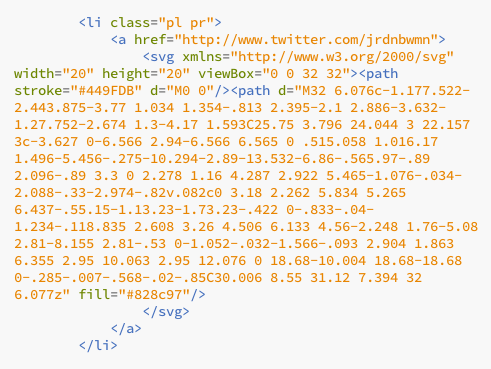 <li class="pl pr">
<a href="http://www.twitter.com/jrdnbwmn">
<svg xmlns="http://www.w3.org/2000/svg"
width="20" height="20" viewBox="0 0 32 32"><path
stroke="#449FDB" d="M0 0"/><path d="M32 6.076c-1.177.522-
2.443.875-3.77 1.034 1.354-.813 2.395-2.1 2.886-3.632-
1.27.752-2.674 1.3-4.17 1.593C25.75 3.796 24.044 3 22.157
3c-3.627 0-6.566 2.94-6.566 6.565 0 .515.058 1.016.17
1.496-5.456-.275-10.294-2.89-13.532-6.86-.565.97-.89
2.096-.89 3.3 0 2.278 1.16 4.287 2.922 5.465-1.076-.034-
2.088-.33-2.974-.82v.082c0 3.18 2.262 5.834 5.265
6.437-.55.15-1.13.23-1.73.23-.422 0-.833-.04-
1.234-.118.835 2.608 3.26 4.506 6.133 4.56-2.248 1.76-5.08
2.81-8.155 2.81-.53 0-1.052-.032-1.566-.093 2.904 1.863
6.355 2.95 10.063 2.95 12.076 0 18.68-10.004 18.68-18.68
0-.285-.007-.568-.02-.85C30.006 8.55 31.12 7.394 32
6.077z" fill="#828c97"/>
</svg>
</a>
</li>